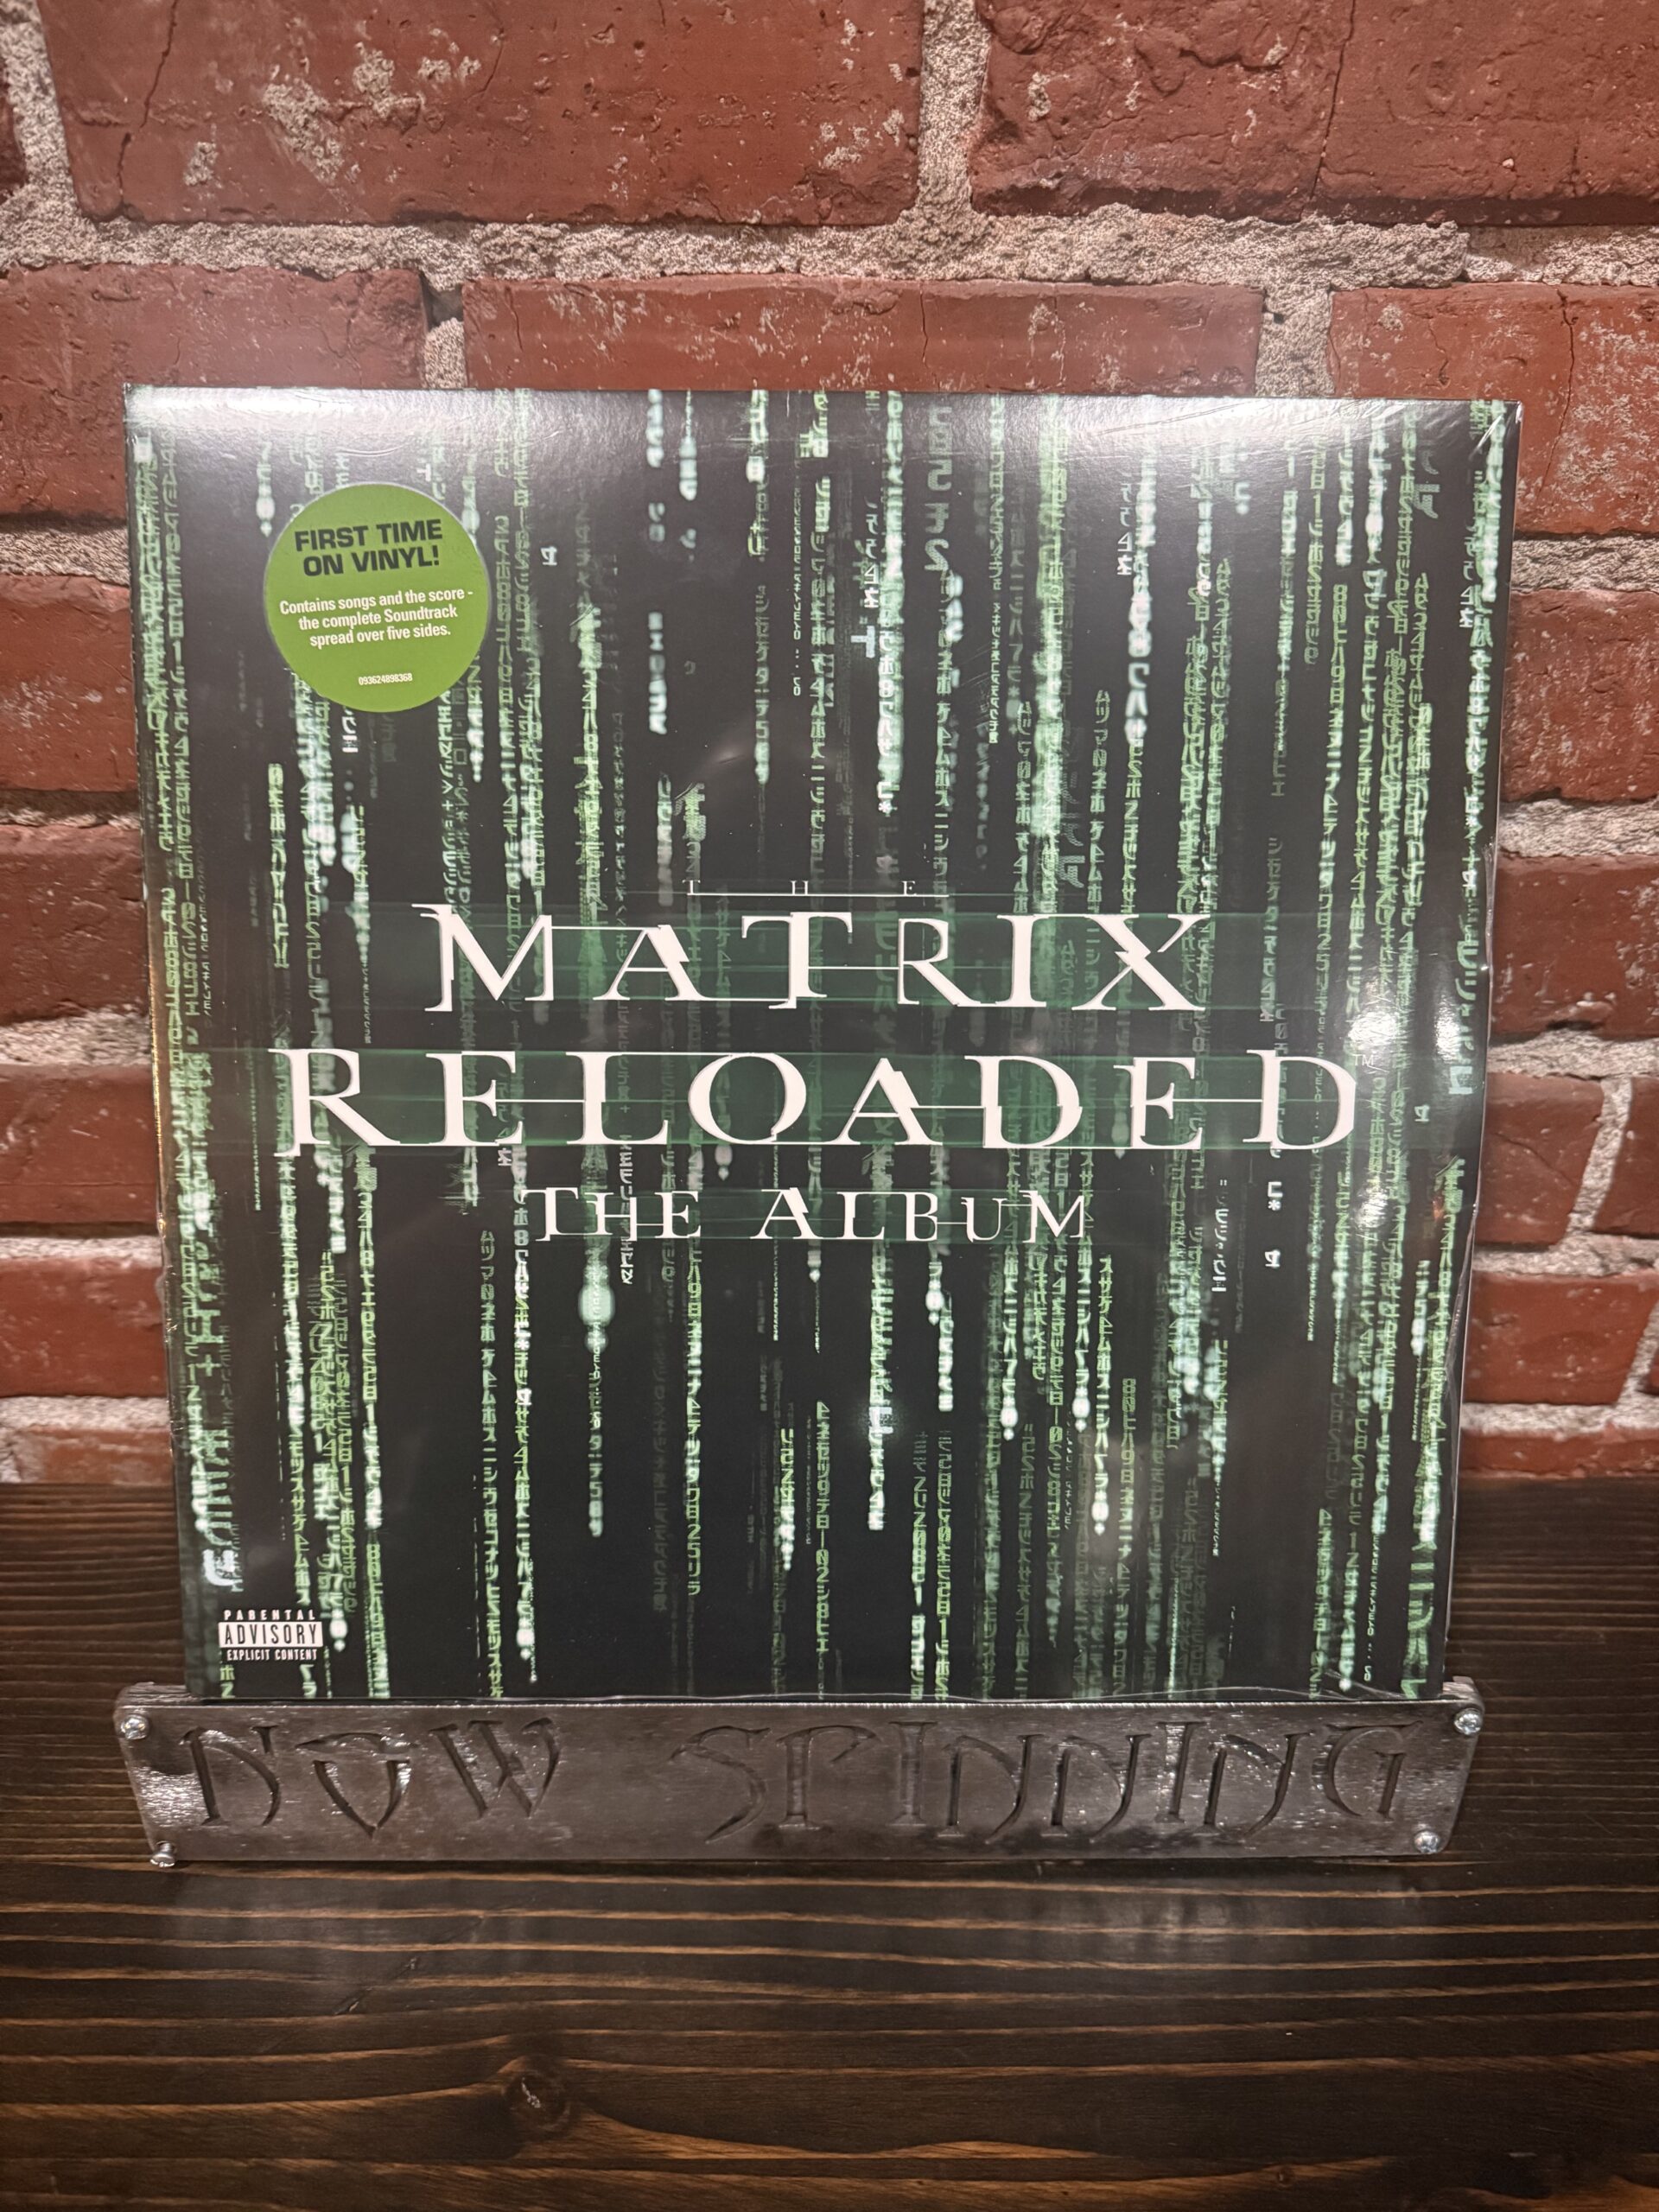 FIRST TIME
ON VINYL!
Contains songs and the score -
the complete Soundtrack
spread over five sides.
093624898368
THE
MATRIX
RELOADED™
THE ALBUM
PARENTAL
ADVISORY
EXPLICIT CONTENT
NOW SPINNING